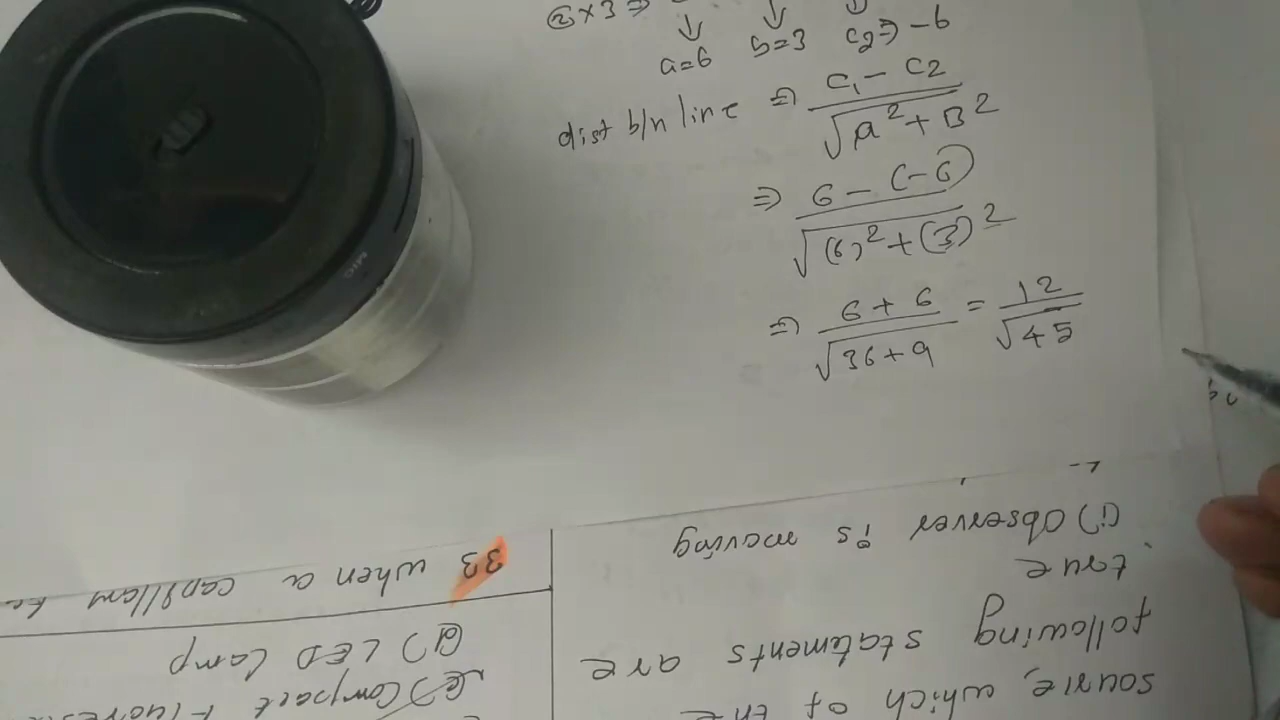 ② × 3 ⇒
↓ ↓ ↓
a=6 b=3 c₂⇒ -6
dist b/n line ⇒ (C₁ - C₂) / √(A² + B²)
⇒ (6 - (-6)) / √((6)² + (3)²)
⇒ (6 + 6) / √(36+9) = 12 / √45
source, which of the
following statements are
true
(i) Observer is moving
(c) Compact
(d) LED Lamp
33 when a capillary